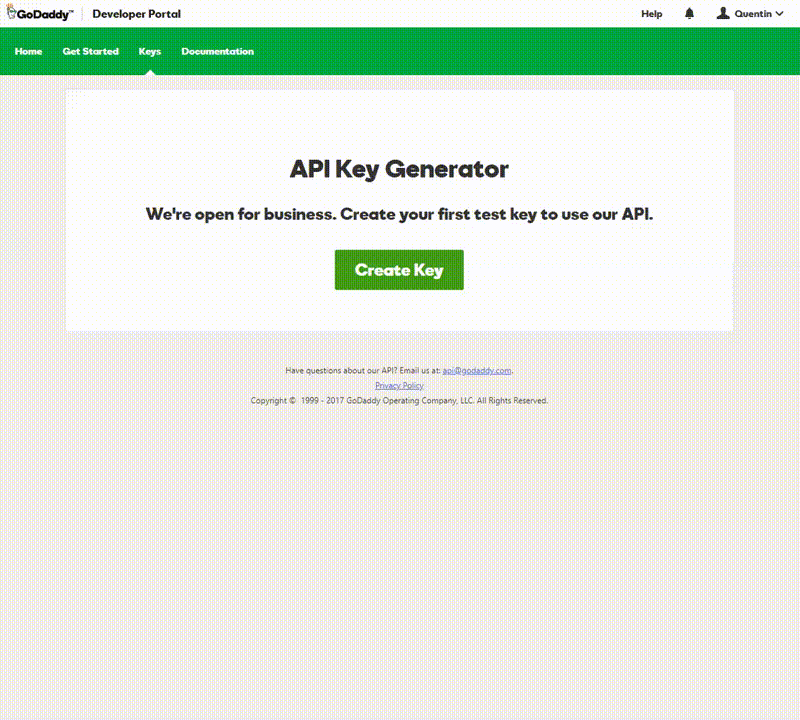 GoDaddy™ Developer Portal Help Quentin
Home Get Started Keys Documentation
API Key Generator
We're open for business. Create your first test key to use our API.
Create Key
Have questions about our API? Email us at: api@godaddy.com.
Privacy Policy
Copyright © 1999 - 2017 GoDaddy Operating Company, LLC. All Rights Reserved.